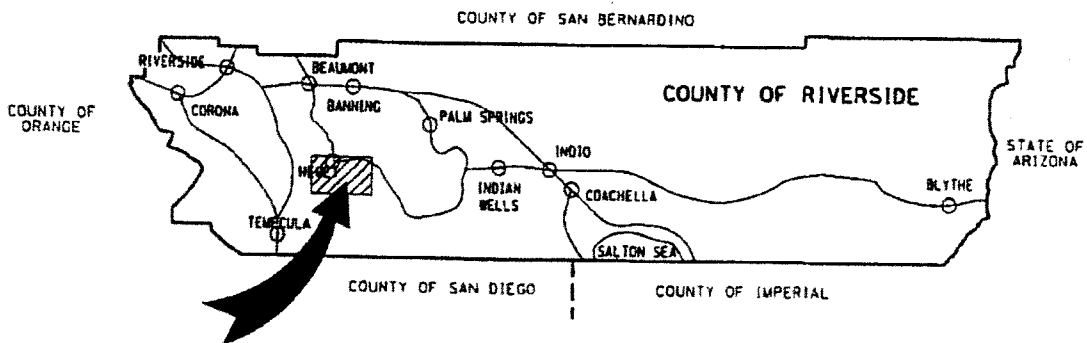 COUNTY OF SAN BERNARDINO
RIVERSIDE
BEAUMONT
COUNTY OF RIVERSIDE
COUNTY OF
ORANGE
CORONA
BANNING
PALM SPRINGS
STATE OF
ARIZONA
INDIO
HEMET
INDIAN
WELLS
COACHELLA
BLYTHE
TEMECULA
SALTON SEA
COUNTY OF SAN DIEGO
COUNTY OF IMPERIAL